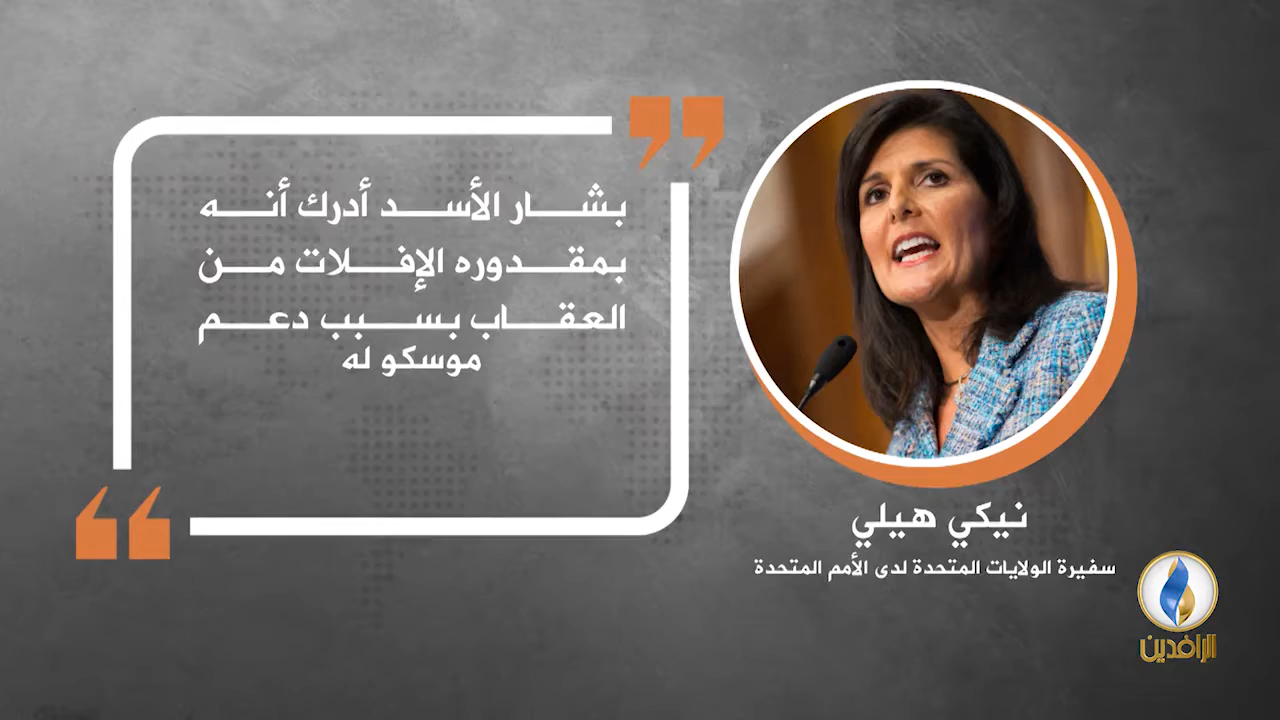 بشار الأسد أدرك أنه
بمقدوره الإفلات من
العقاب بسبب دعم
موسكو له
نيكي هيلي
سفيرة الولايات المتحدة لدى الأمم المتحدة
الرافدين